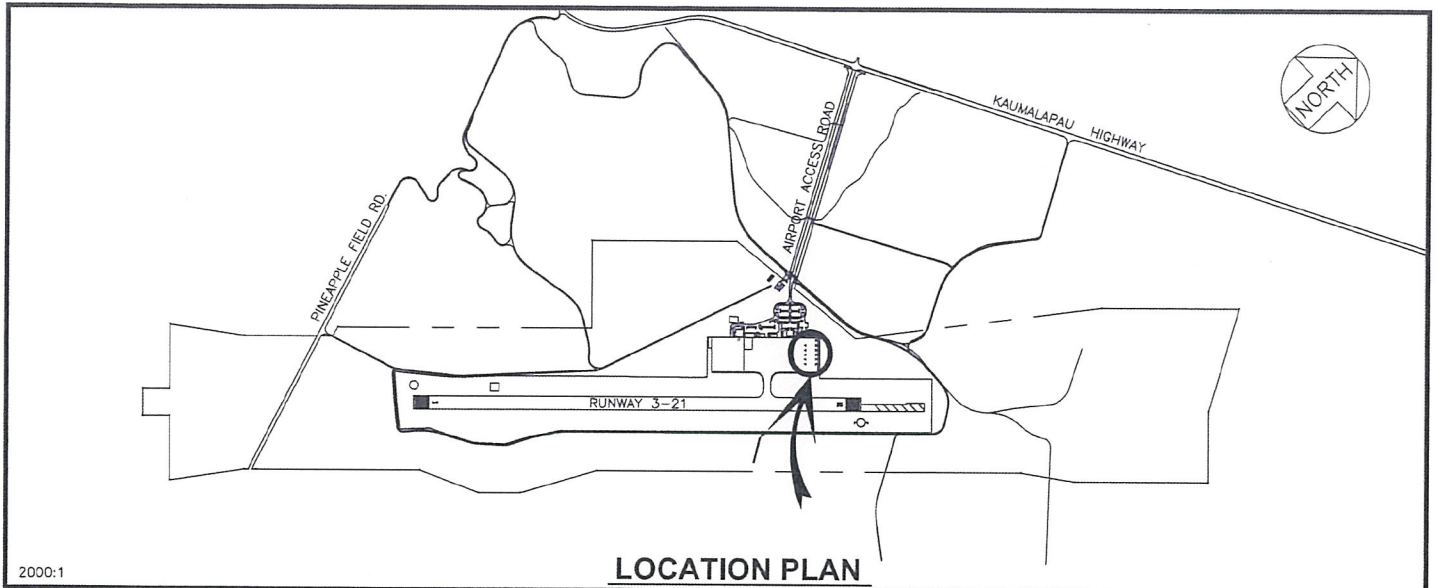 KAUMALAPAU HIGHWAY
NORTH
AIRPORT ACCESS ROAD
PINEAPPLE FIELD RD.
RUNWAY 3-21
LOCATION PLAN
2000:1